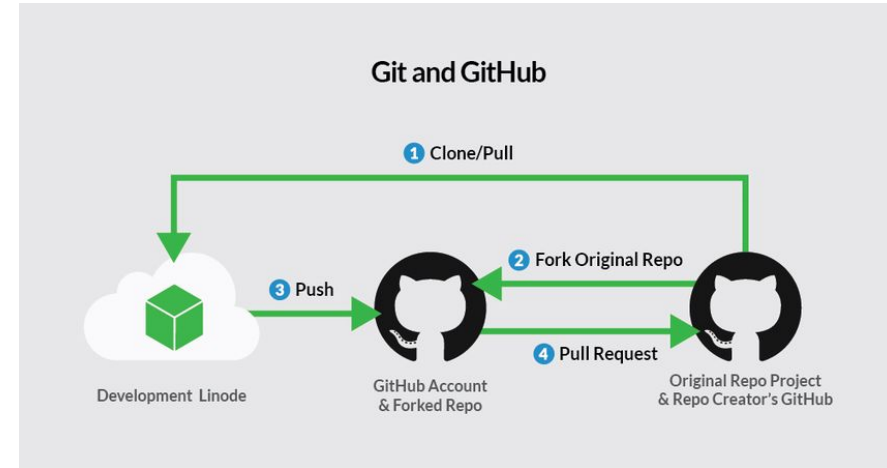 Git and GitHub
1 Clone/Pull
2 Fork Original Repo
3 Push
4 Pull Request
Development Linode
GitHub Account
& Forked Repo
Original Repo Project
& Repo Creator's GitHub